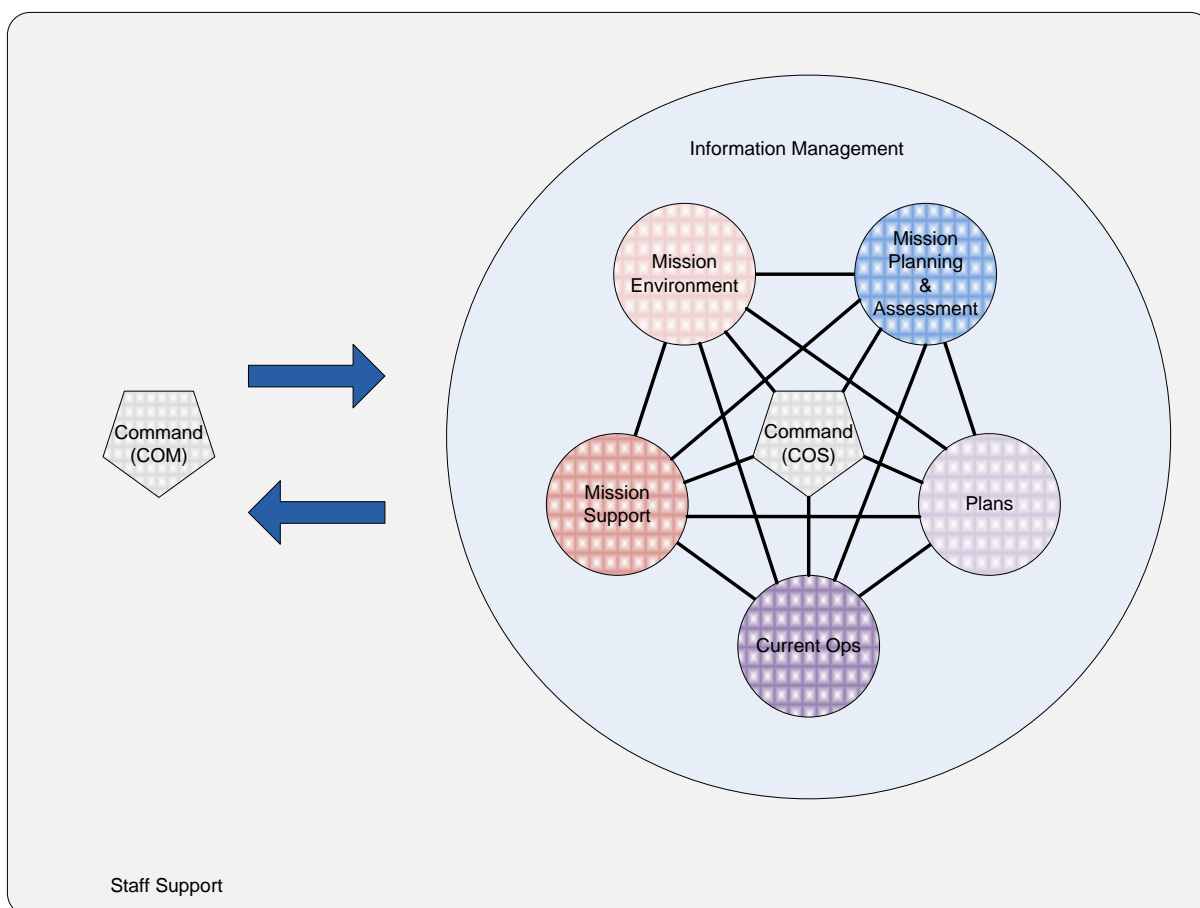 Information Management
Mission
Environment
Mission
Planning
&
Assessment
Command
(COM)
Command
(COS)
Mission
Support
Plans
Current Ops
Staff Support